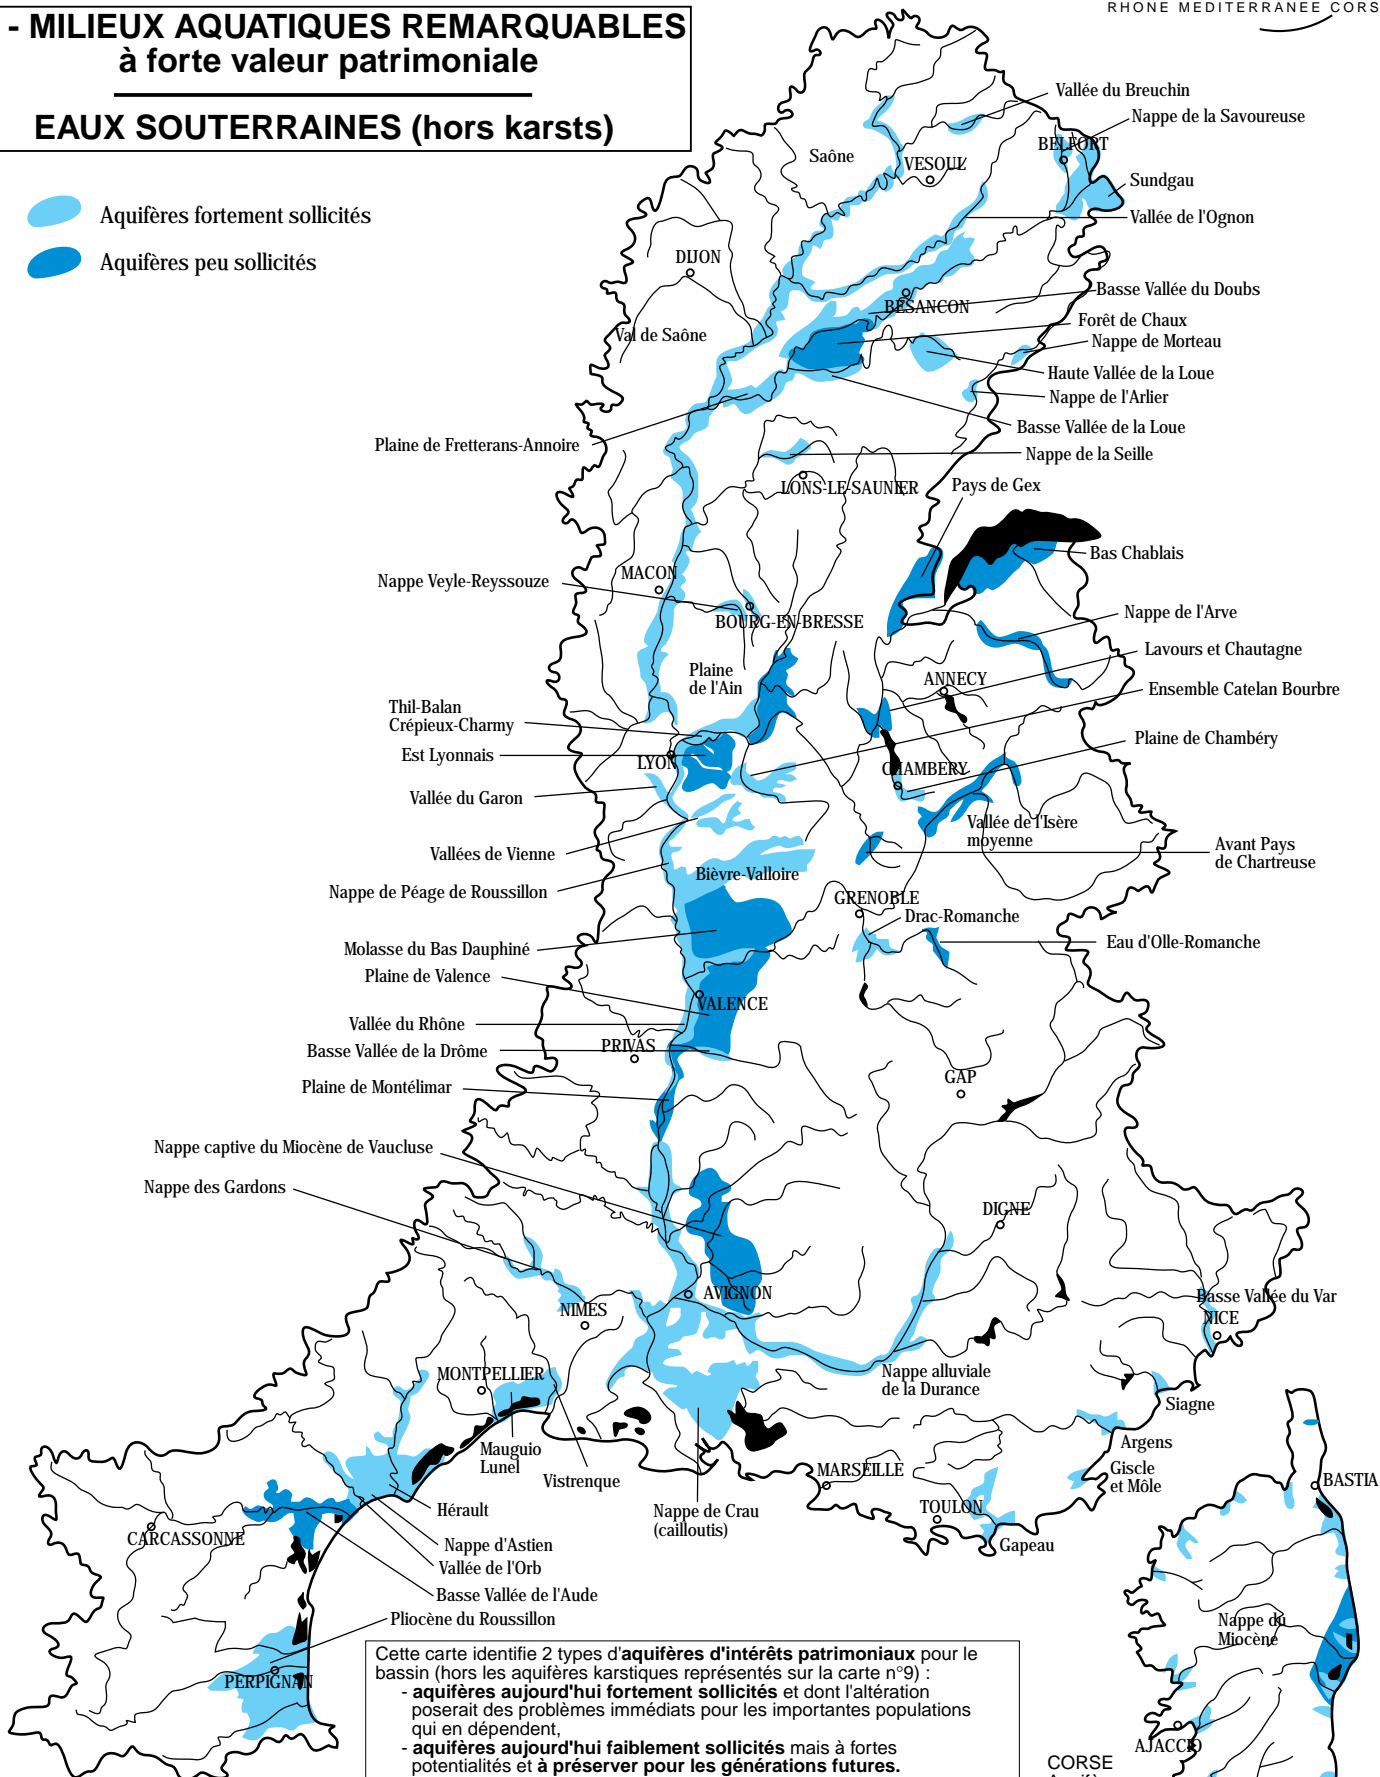 RHONE MEDITERRANEE CORS
- MILIEUX AQUATIQUES REMARQUABLES
à forte valeur patrimoniale
EAUX SOUTERRAINES (hors karsts)
Aquifères fortement sollicités
Aquifères peu sollicités
Vallée du Breuchin
Nappe de la Savoureuse
BELFORT
Saône
VESOUL
Sundgau
Vallée de l'Ognon
DIJON
Basse Vallée du Doubs
BESANCON
Forêt de Chaux
Val de Saône
Nappe de Morteau
Haute Vallée de la Loue
Nappe de l'Arlier
Basse Vallée de la Loue
Plaine de Fretterans-Annoire
Nappe de la Seille
LONS-LE-SAUNIER
Pays de Gex
Bas Chablais
MACON
Nappe Veyle-Reyssouze
BOURG-EN-BRESSE
Nappe de l'Arve
Lavours et Chautagne
Plaine
de l'Ain
ANNECY
Ensemble Catelan Bourbre
Thil-Balan
Crépieux-Charmy
Plaine de Chambéry
Est Lyonnais
LYON
CHAMBERY
Vallée du Garon
Vallée de l'Isère
moyenne
Vallées de Vienne
Avant Pays
de Chartreuse
Bièvre-Valloire
Nappe de Péage de Roussillon
GRENOBLE
Drac-Romanche
Molasse du Bas Dauphiné
Eau d'Olle-Romanche
Plaine de Valence
VALENCE
Vallée du Rhône
PRIVAS
Basse Vallée de la Drôme
GAP
Plaine de Montélimar
Nappe captive du Miocène de Vaucluse
Nappe des Gardons
DIGNE
AVIGNON
Basse Vallée du Var
NIMES
NICE
MONTPELLIER
Nappe alluviale
de la Durance
Siagne
Argens
Mauguio
Lunel
Giscle
et Môle
Vistrenque
MARSEILLE
BASTIA
Hérault
Nappe de Crau
(cailloutis)
TOULON
CARCASSONNE
Nappe d'Astien
Gapeau
Vallée de l'Orb
Basse Vallée de l'Aude
Pliocène du Roussillon
Nappe du
Miocène
PERPIGNAN
Cette carte identifie 2 types d'aquifères d'intérêts patrimoniaux pour le
bassin (hors les aquifères karstiques représentés sur la carte n°9) :
- aquifères aujourd'hui fortement sollicités et dont l'altération
poserait des problèmes immédiats pour les importantes populations
qui en dépendent,
- aquifères aujourd'hui faiblement sollicités mais à fortes
potentialités et à préserver pour les générations futures.
AJACCIO
CORSE